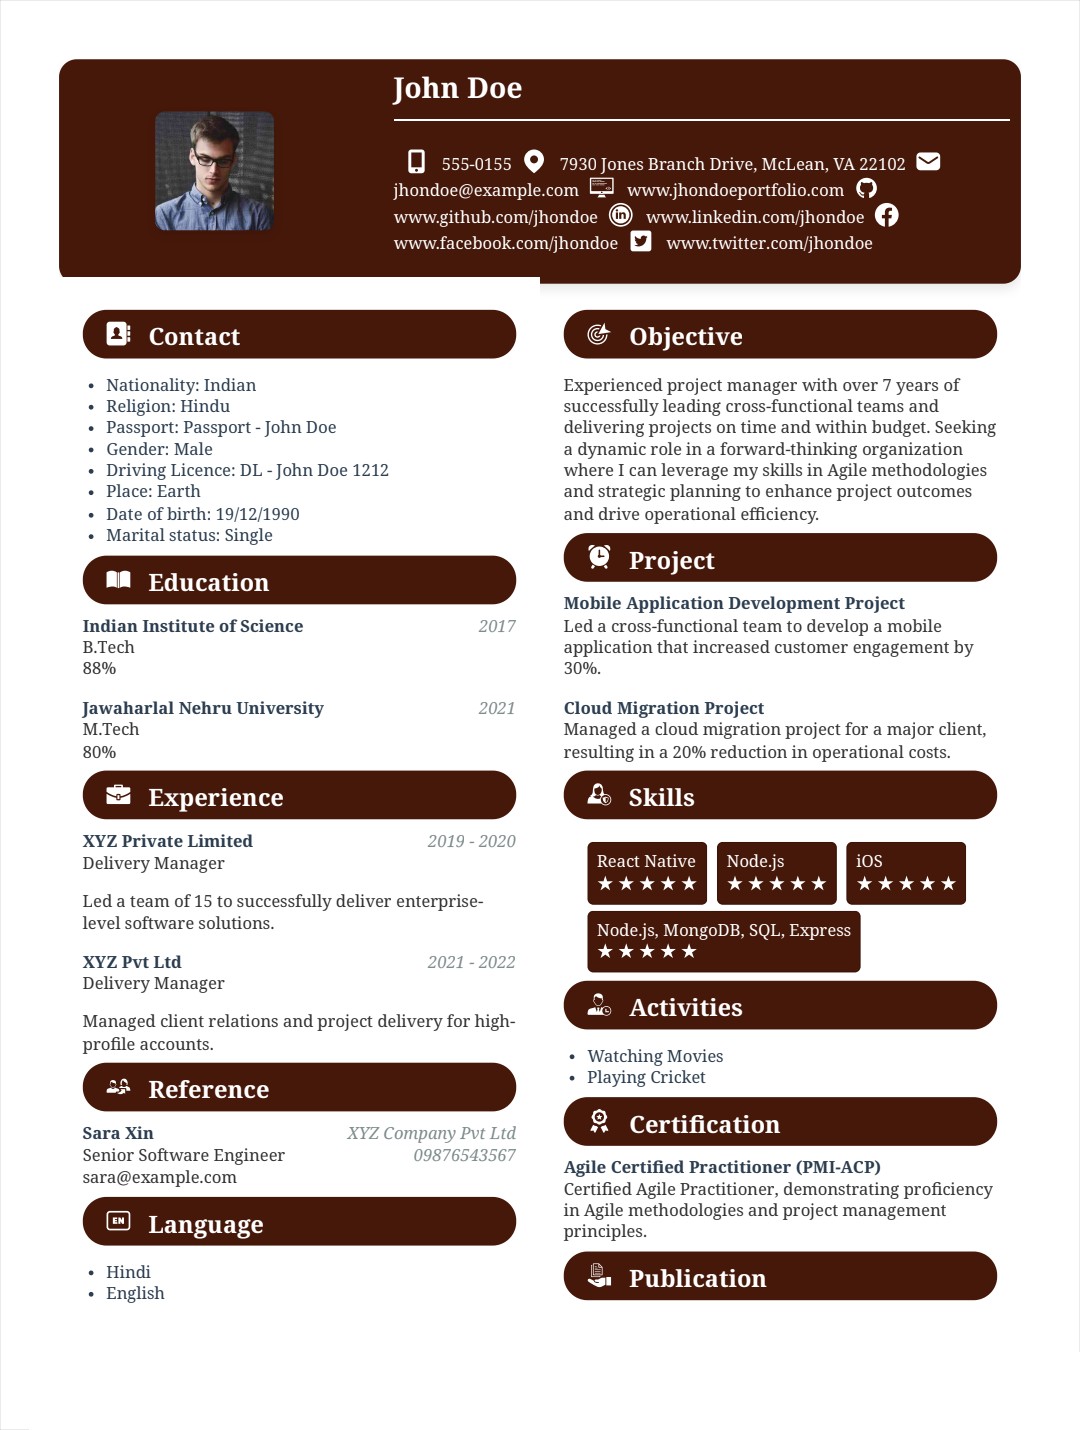 John Doe
555-0155 7930 Jones Branch Drive, McLean, VA 22102
jhondoe@example.com www.jhondoeportfolio.com
www.github.com/jhondoe www.linkedin.com/jhondoe
www.facebook.com/jhondoe www.twitter.com/jhondoe
Contact
• Nationality: Indian
• Religion: Hindu
• Passport: Passport - John Doe
• Gender: Male
• Driving Licence: DL - John Doe 1212
• Place: Earth
• Date of birth: 19/12/1990
• Marital status: Single
Education
Indian Institute of Science 2017
B.Tech
88%
Jawaharlal Nehru University 2021
M.Tech
80%
Experience
XYZ Private Limited 2019 - 2020
Delivery Manager
Led a team of 15 to successfully deliver enterprise-
level software solutions.
XYZ Pvt Ltd 2021 - 2022
Delivery Manager
Managed client relations and project delivery for high-
profile accounts.
Reference
Sara Xin XYZ Company Pvt Ltd
Senior Software Engineer 09876543567
sara@example.com
EN Language
• Hindi
• English
Objective
Experienced project manager with over 7 years of
successfully leading cross-functional teams and
delivering projects on time and within budget. Seeking
a dynamic role in a forward-thinking organization
where I can leverage my skills in Agile methodologies
and strategic planning to enhance project outcomes
and drive operational efficiency.
Project
Mobile Application Development Project
Led a cross-functional team to develop a mobile
application that increased customer engagement by
30%.
Cloud Migration Project
Managed a cloud migration project for a major client,
resulting in a 20% reduction in operational costs.
Skills
React Native Node.js iOS
★★★★★ ★★★★★ ★★★★★
Node.js, MongoDB, SQL, Express
★★★★★
Activities
• Watching Movies
• Playing Cricket
Certification
Agile Certified Practitioner (PMI-ACP)
Certified Agile Practitioner, demonstrating proficiency
in Agile methodologies and project management
principles.
Publication